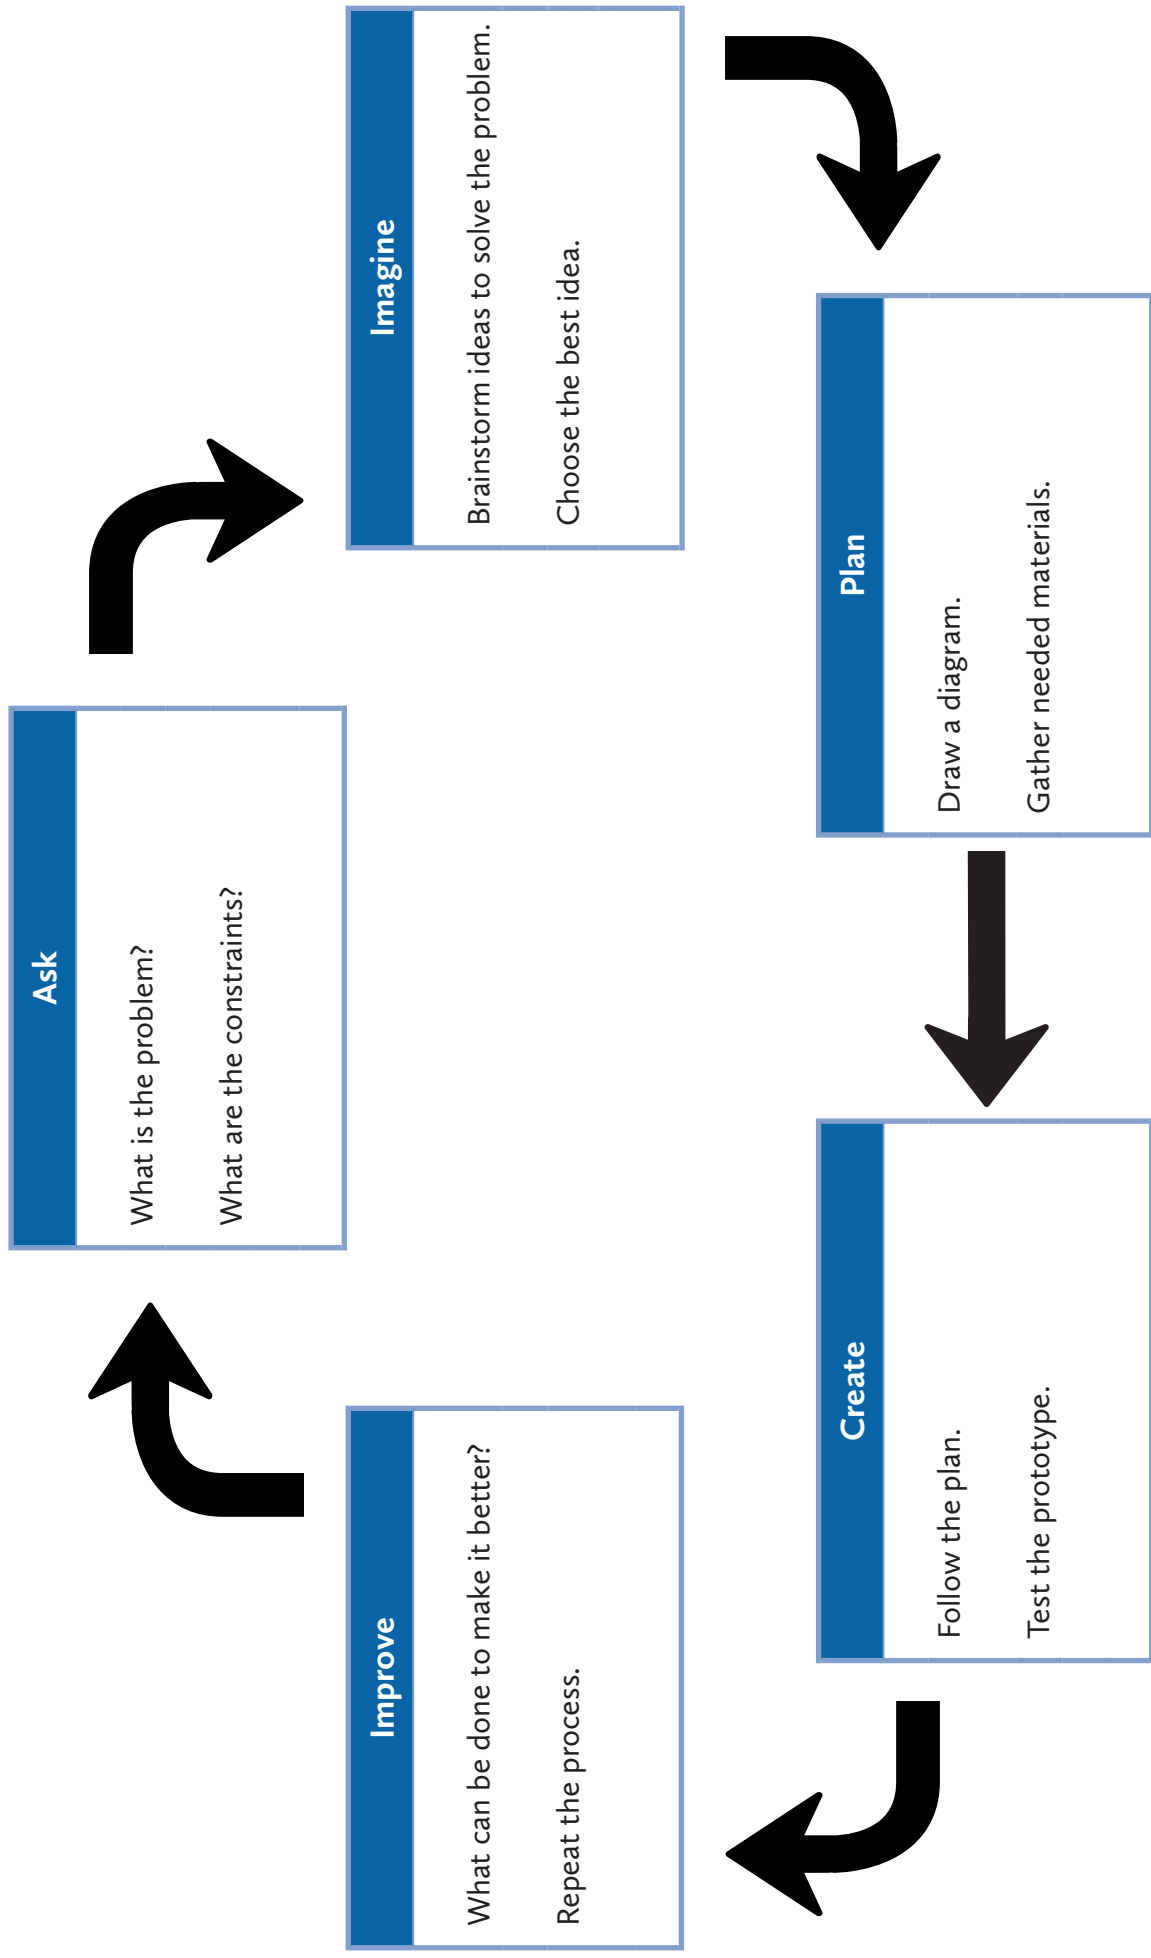 Ask
What is the problem?
What are the constraints?
Imagine
Brainstorm ideas to solve the problem.
Choose the best idea.
Plan
Draw a diagram.
Gather needed materials.
Create
Follow the plan.
Test the prototype.
Improve
What can be done to make it better?
Repeat the process.